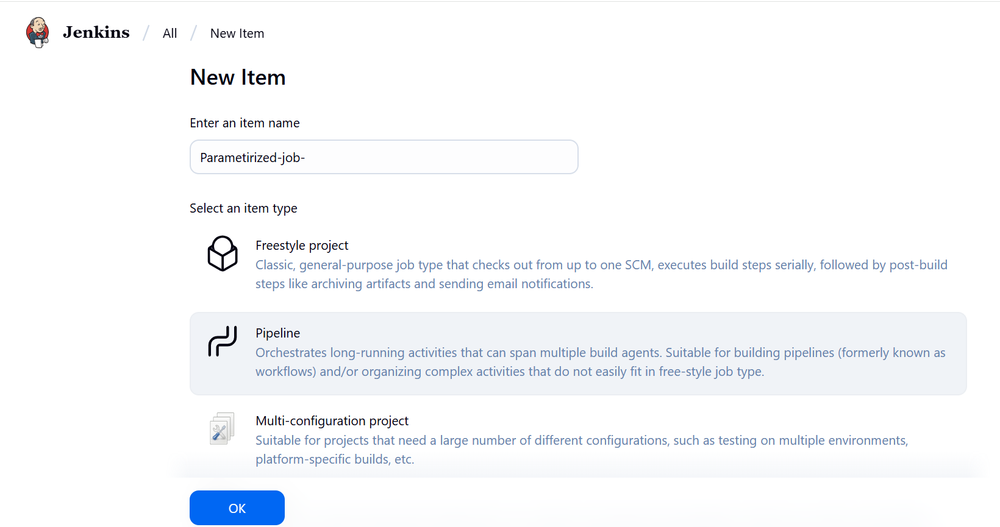 Jenkins / All / New Item
New Item
Enter an item name
Parametirized-job-
Select an item type
Freestyle project
Classic, general-purpose job type that checks out from up to one SCM, executes build steps serially, followed by post-build
steps like archiving artifacts and sending email notifications.
Pipeline
Orchestrates long-running activities that can span multiple build agents. Suitable for building pipelines (formerly known as
workflows) and/or organizing complex activities that do not easily fit in free-style job type.
Multi-configuration project
Suitable for projects that need a large number of different configurations, such as testing on multiple environments,
platform-specific builds, etc.
OK